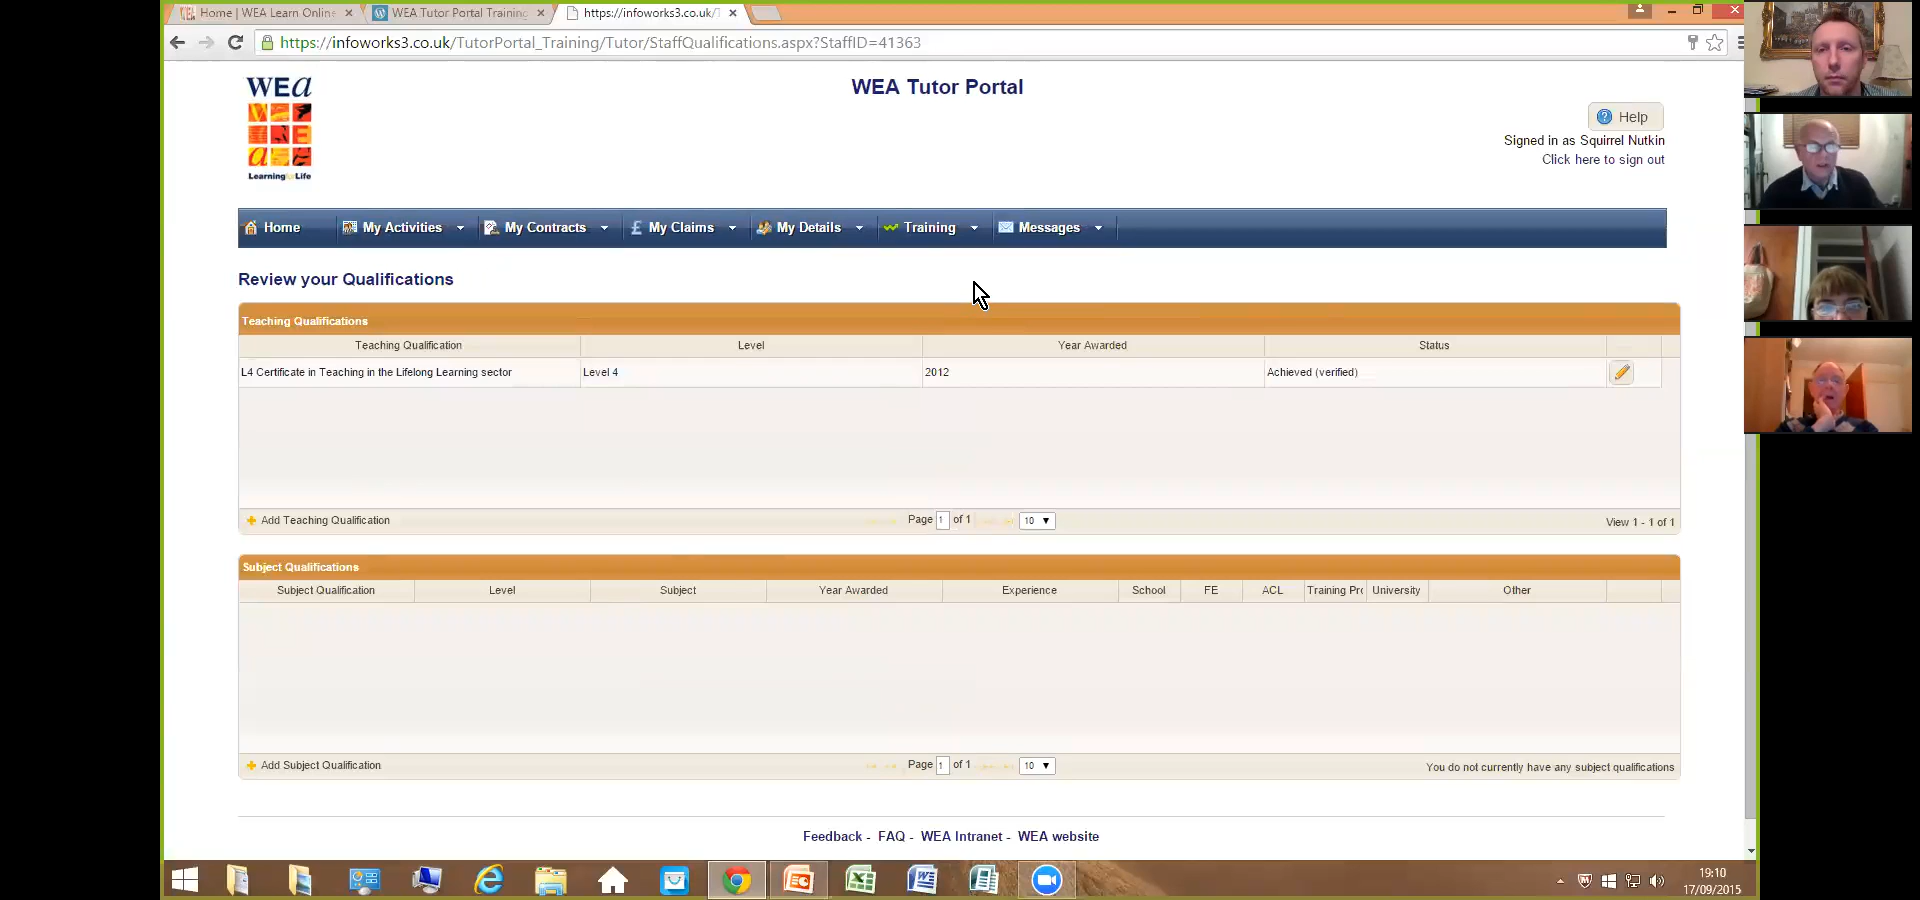 Home | WEA Learn Online
WEA Tutor Portal Training
https://infoworks3.co.uk/
https://infoworks3.co.uk/TutorPortal_Training/Tutor/StaffQualifications.aspx?StaffID=41363
WEA
WEA Tutor Portal
Help
Signed in as Squirrel Nutkin
Click here to sign out
Learning for Life
Home
My Activities
My Contracts
My Claims
My Details
Training
Messages
Review your Qualifications
Teaching Qualifications
Teaching Qualification Level Year Awarded Status
L4 Certificate in Teaching in the Lifelong Learning sector Level 4 2012 Achieved (verified)
Add Teaching Qualification Page 1 of 1 10 View 1 - 1 of 1
Subject Qualifications
Subject Qualification Level Subject Year Awarded Experience School FE ACL Training Pro University Other
Add Subject Qualification Page 1 of 1 10 You do not currently have any subject qualifications
Feedback - FAQ - WEA Intranet - WEA website
19:10
17/09/2015